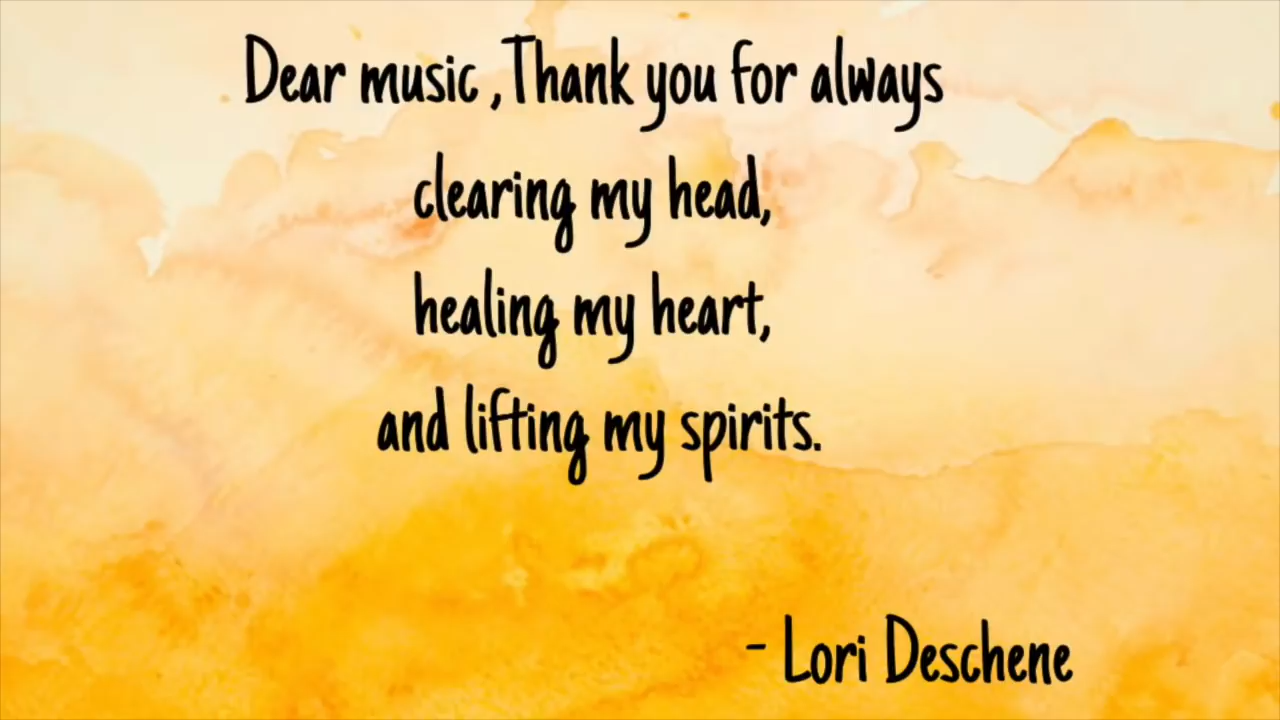 Dear music ,Thank you for always
clearing my head,
healing my heart,
and lifting my spirits.
- Lori Deschene